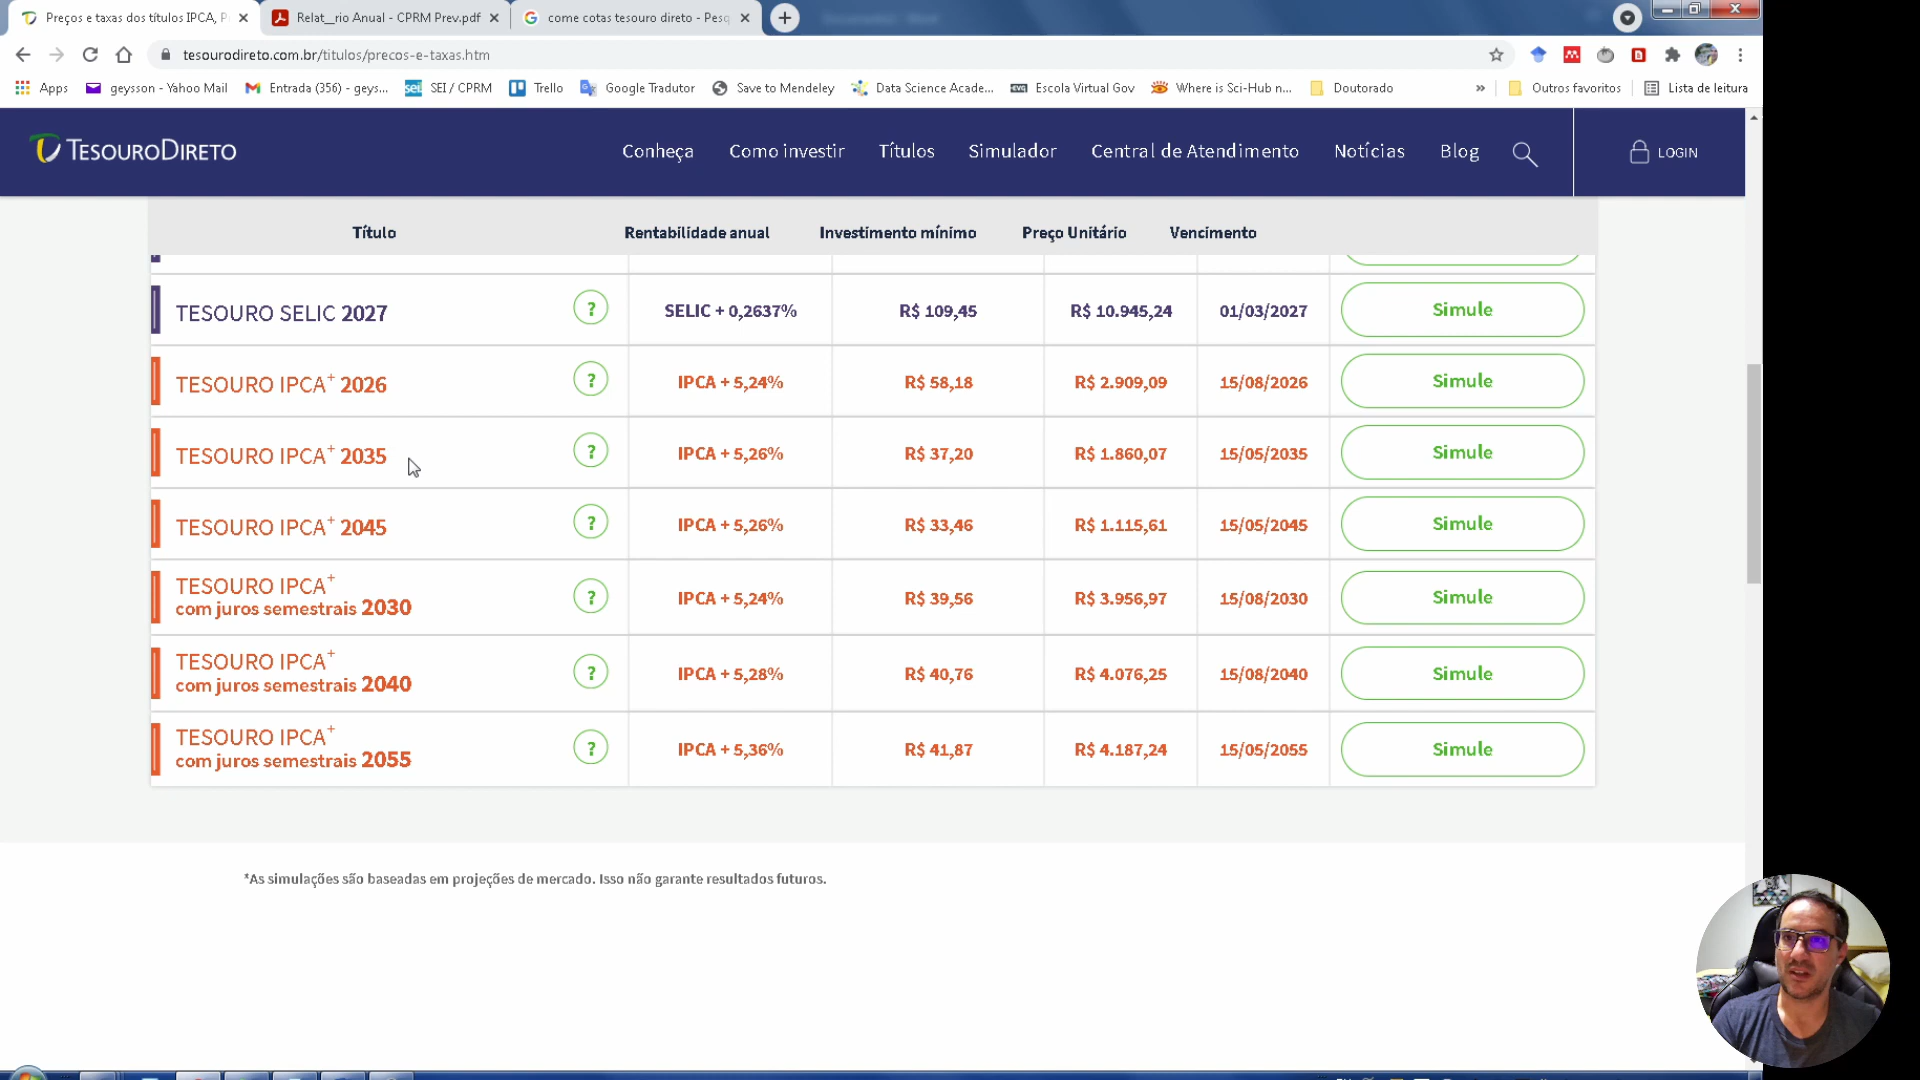 Preços e taxas dos títulos IPCA, P
Relat__rio Anual - CPRM Prev.pdf
come cotas tesouro direto - Pesq
tesourodireto.com.br/titulos/precos-e-taxas.htm
Apps
geysson - Yahoo Mail
Entrada (356) - geys...
sei
SEI / CPRM
Trello
Google Tradutor
Save to Mendeley
Data Science Acade...
EVG
Escola Virtual Gov
Where is Sci-Hub n...
Doutorado
»
Outros favoritos
Lista de leitura
TESOURODIRETO
Conheça
Como investir
Títulos
Simulador
Central de Atendimento
Notícias
Blog
LOGIN
Título
Rentabilidade anual
Investimento mínimo
Preço Unitário
Vencimento
TESOURO SELIC 2027
?
SELIC + 0,2637%
R$ 109,45
R$ 10.945,24
01/03/2027
Simule
TESOURO IPCA+ 2026
?
IPCA + 5,24%
R$ 58,18
R$ 2.909,09
15/08/2026
Simule
TESOURO IPCA+ 2035
?
IPCA + 5,26%
R$ 37,20
R$ 1.860,07
15/05/2035
Simule
TESOURO IPCA+ 2045
?
IPCA + 5,26%
R$ 33,46
R$ 1.115,61
15/05/2045
Simule
TESOURO IPCA+
com juros semestrais 2030
?
IPCA + 5,24%
R$ 39,56
R$ 3.956,97
15/08/2030
Simule
TESOURO IPCA+
com juros semestrais 2040
?
IPCA + 5,28%
R$ 40,76
R$ 4.076,25
15/08/2040
Simule
TESOURO IPCA+
com juros semestrais 2055
?
IPCA + 5,36%
R$ 41,87
R$ 4.187,24
15/05/2055
Simule
*As simulações são baseadas em projeções de mercado. Isso não garante resultados futuros.